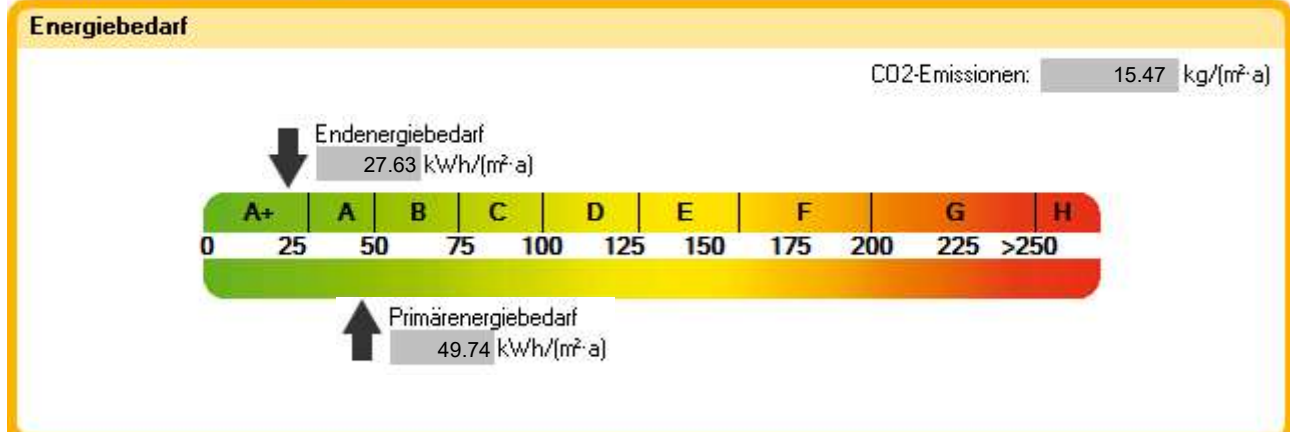 Energiebedarf
CO2-Emissionen: 15.47 kg/(m²·a)
Endenergiebedarf
27.63 kWh/(m²·a)
A+ A B C D E F G H
0 25 50 75 100 125 150 175 200 225 >250
Primärenergiebedarf
49.74 kWh/(m²·a)